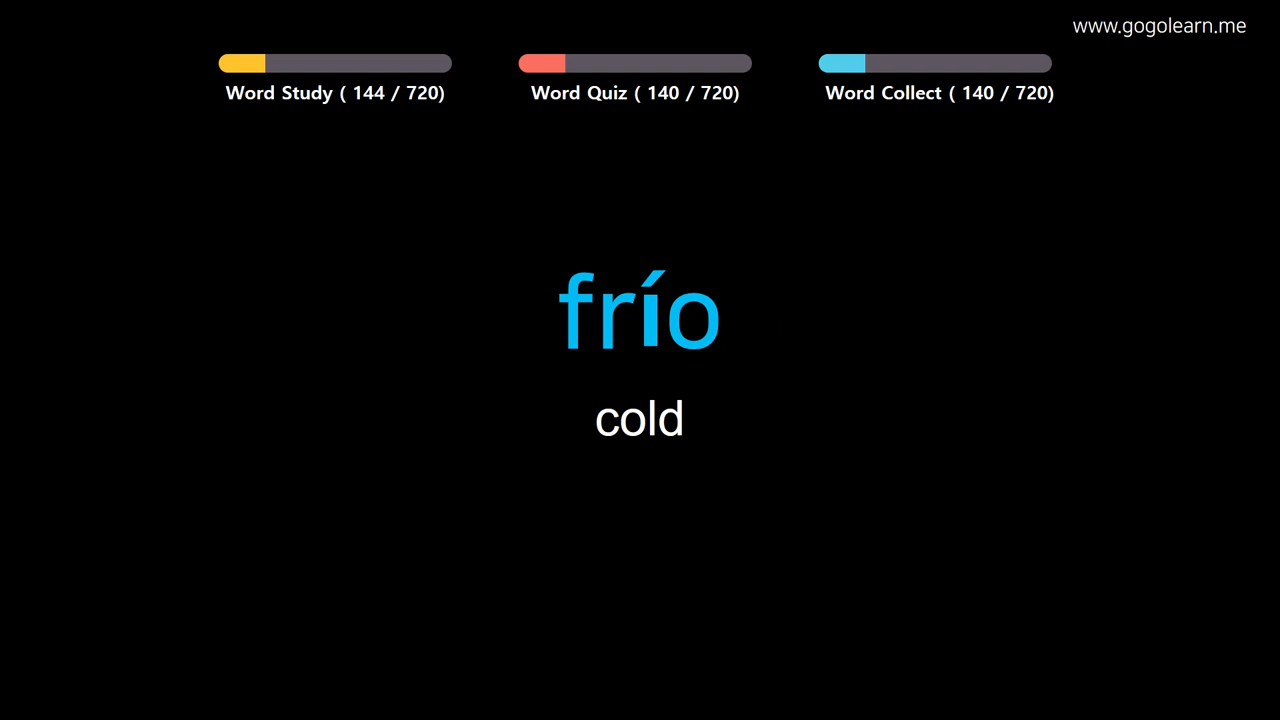 www.gogolearn.me
Word Study ( 144 / 720)
Word Quiz ( 140 / 720)
Word Collect ( 140 / 720)
frío
cold